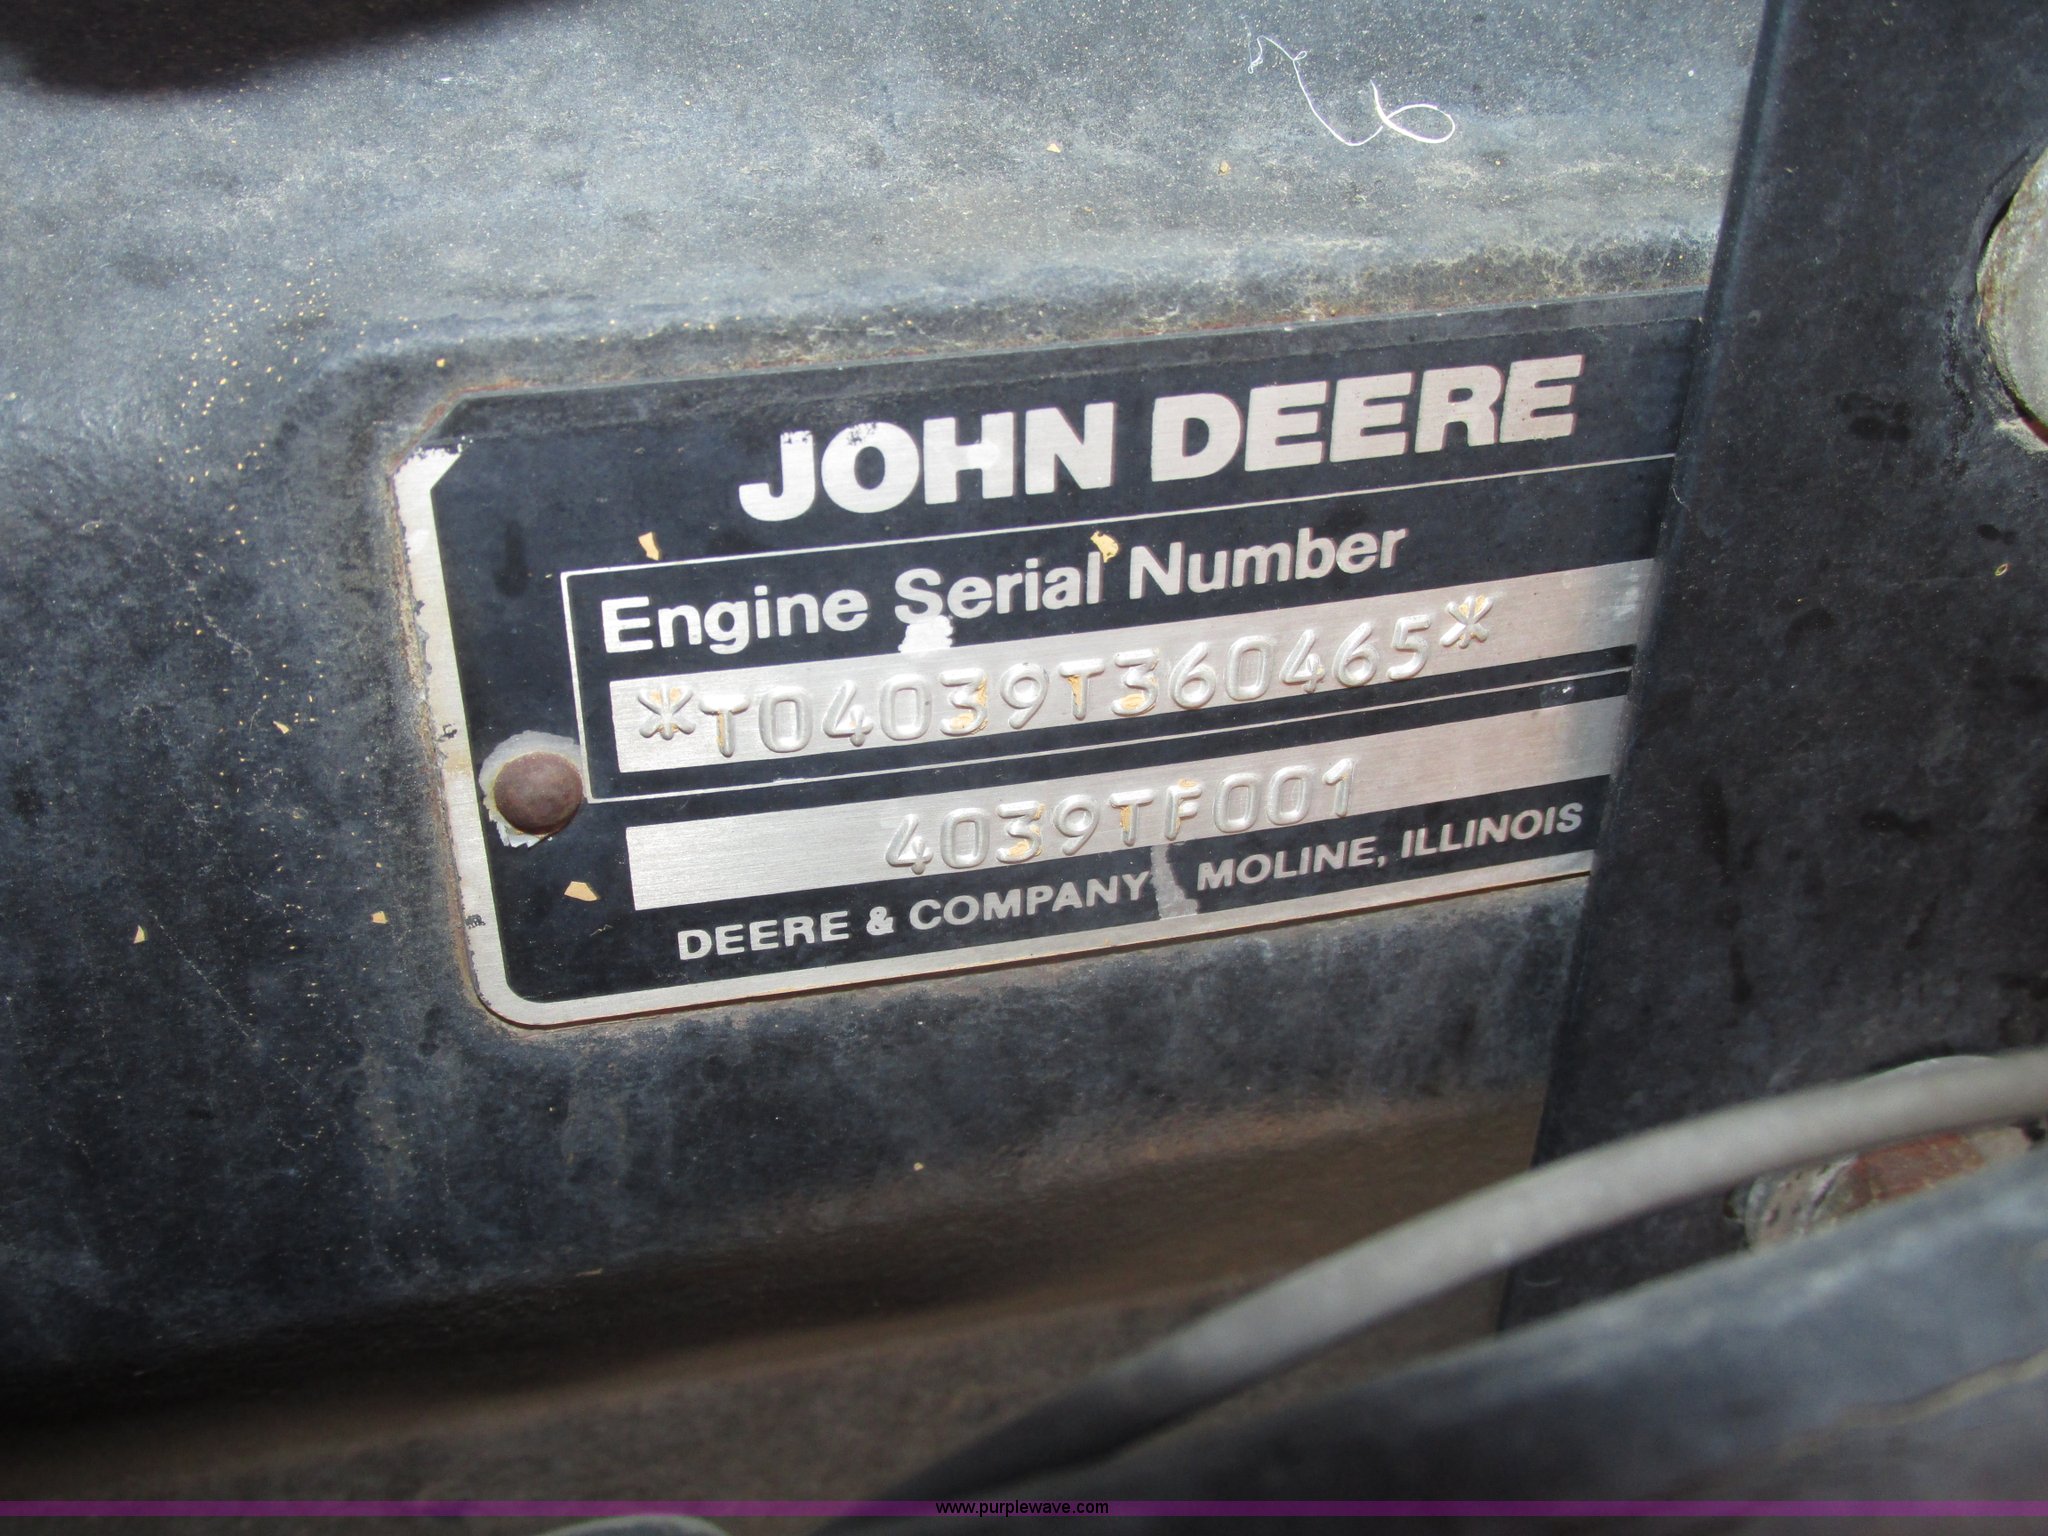 JOHN DEERE
Engine Serial Number
*T04039T360465*
4039TF001
DEERE & COMPANY MOLINE, ILLINOIS
www.purplewave.com